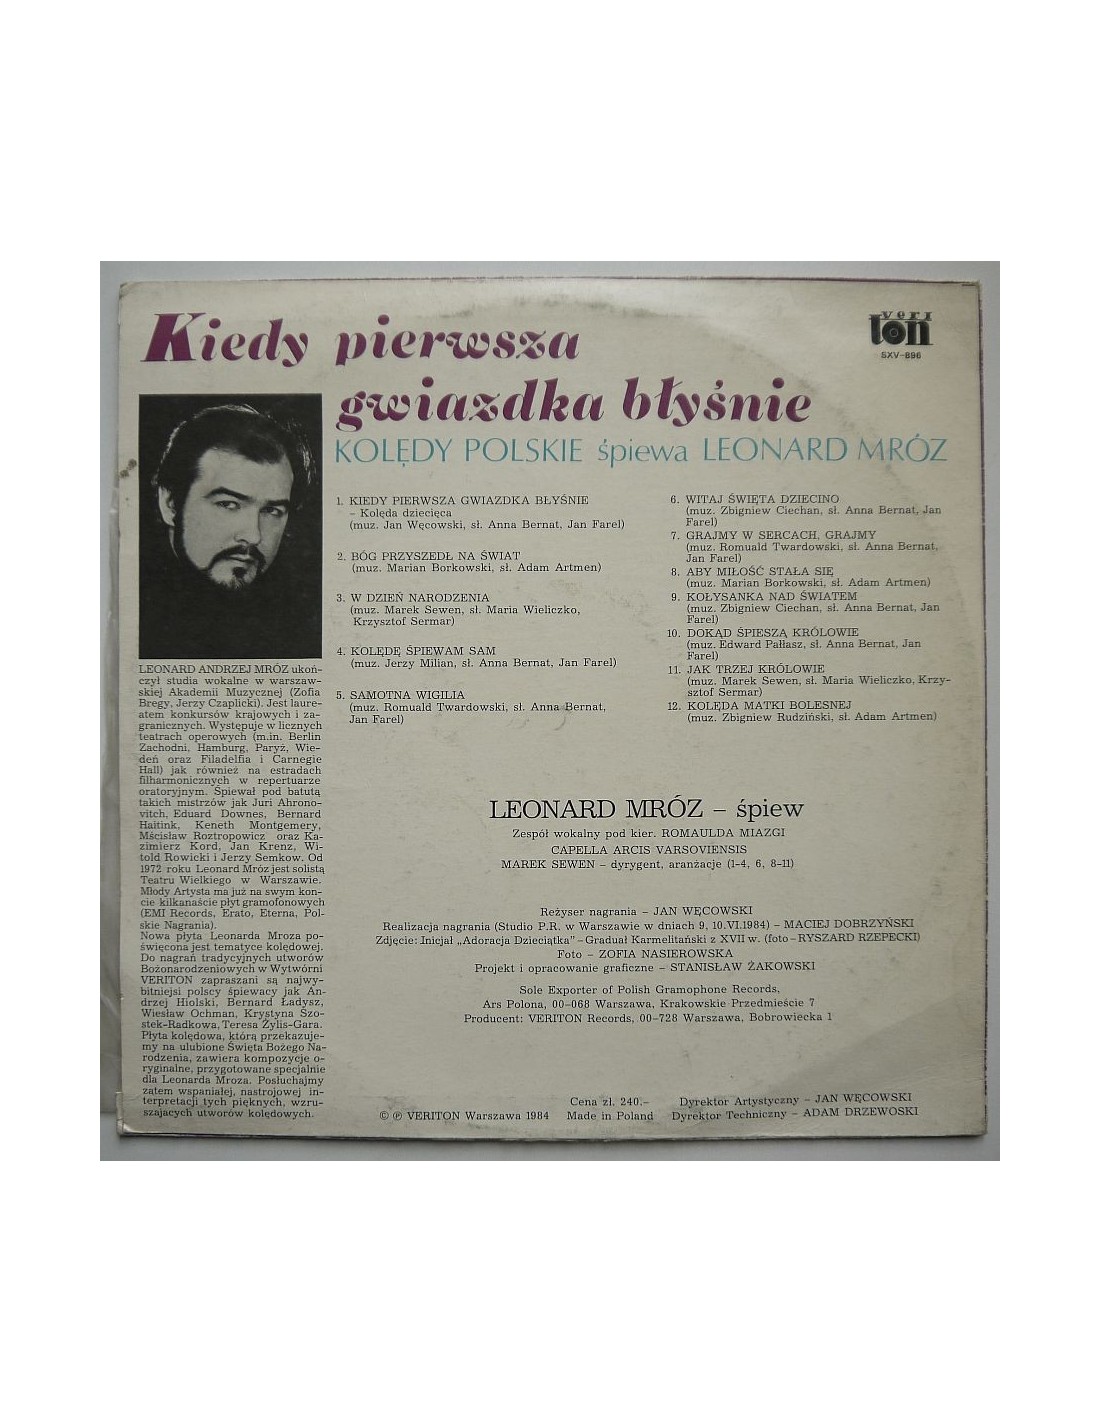 Kiedy pierwsza
gwiazdka błyśnie
veri
ton
SXV-896
KOLĘDY POLSKIE śpiewa LEONARD MRÓZ
1. KIEDY PIERWSZA GWIAZDKA BŁYŚNIE
– Kolęda dziecięca
(muz. Jan Węcowski, sł. Anna Bernat, Jan Farel)
2. BÓG PRZYSZEDŁ NA ŚWIAT
(muz. Marian Borkowski, sł. Adam Artmen)
3. W DZIEŃ NARODZENIA
(muz. Marek Sewen, sł. Maria Wieliczko,
Krzysztof Sermar)
4. KOLĘDĘ ŚPIEWAM SAM
(muz. Jerzy Milian, sł. Anna Bernat, Jan Farel)
5. SAMOTNA WIGILIA
(muz. Romuald Twardowski, sł. Anna Bernat,
Jan Farel)
6. WITAJ ŚWIĘTA DZIECINO
(muz. Zbigniew Ciechan, sł. Anna Bernat, Jan
Farel)
7. GRAJMY W SERCACH, GRAJMY
(muz. Romuald Twardowski, sł. Anna Bernat,
Jan Farel)
8. ABY MIŁOŚĆ STAŁA SIĘ
(muz. Marian Borkowski, sł. Adam Artmen)
9. KOŁYSANKA NAD ŚWIATEM
(muz. Zbigniew Ciechan, sł. Anna Bernat, Jan
Farel)
10. DOKĄD ŚPIESZĄ KRÓLOWIE
(muz. Edward Pałłasz, sł. Anna Bernat, Jan
Farel)
11. JAK TRZEJ KRÓLOWIE
(muz. Marek Sewen, sł. Maria Wieliczko, Krzy-
sztof Sermar)
12. KOLĘDA MATKI BOLESNEJ
(muz. Zbigniew Rudziński, sł. Adam Artmen)
LEONARD ANDRZEJ MRÓZ ukoń-
czył studia wokalne w warszaw-
skiej Akademii Muzycznej (Zofia
Bregy, Jerzy Czaplicki). Jest laure-
atem konkursów krajowych i za-
granicznych. Występuje w licznych
teatrach operowych (m.in. Berlin
Zachodni, Hamburg, Paryż, Wie-
deń oraz Filadelfia i Carnegie
Hall) jak również na estradach
filharmonicznych w repertuarze
oratoryjnym. Śpiewał pod batutą
takich mistrzów jak Juri Ahrono-
vitch, Eduard Downes, Bernard
Haitink, Keneth Montgemery,
Mścisław Roztropowicz oraz Ka-
zimierz Kord, Jan Krenz, Wi-
told Rowicki i Jerzy Semkow. Od
1972 roku Leonard Mróz jest solistą
Teatru Wielkiego w Warszawie.
Młody Artysta ma już na swym kon-
cie kilkanaście płyt gramofonowych
(EMI Records, Erato, Eterna, Pol-
skie Nagrania).
Nowa płyta Leonarda Mroza po-
święcona jest tematyce kolędowej.
Do nagrań tradycyjnych utworów
Bożonarodzeniowych w Wytwórni
VERITON zapraszani są najwy-
bitniejsi polscy śpiewacy jak An-
drzej Hiolski, Bernard Ładysz,
Wiesław Ochman, Krystyna Szo-
stek-Radkowa, Teresa Żylis-Gara.
Płyta kolędowa, którą przekazuje-
my na ulubione Święta Bożego Na-
rodzenia, zawiera kompozycje o-
ryginalne, przygotowane specjalnie
dla Leonarda Mroza. Posłuchajmy
zatem wspaniałej, nastrojowej in-
terpretacji tych pięknych, wzru-
szających utworów kolędowych.
LEONARD MRÓZ – śpiew
Zespół wokalny pod kier. ROMAULDA MIAZGI
CAPELLA ARCIS VARSOVIENSIS
MAREK SEWEN – dyrygent, aranżacje (1-4, 6, 8-11)
Reżyser nagrania – JAN WĘCOWSKI
Realizacja nagrania (Studio P.R. w Warszawie w dniach 9, 10.VI.1984) – MACIEJ DOBRZYŃSKI
Zdjęcie: Inicjał „Adoracja Dzieciątka" – Graduał Karmelitański z XVII w. (foto – RYSZARD RZEPECKI)
Foto – ZOFIA NASIEROWSKA
Projekt i opracowanie graficzne – STANISŁAW ŻAKOWSKI
Sole Exporter of Polish Gramophone Records,
Ars Polona, 00-068 Warszawa, Krakowskie Przedmieście 7
Producent: VERITON Records, 00-728 Warszawa, Bobrowiecka 1
Cena zł. 240.– Dyrektor Artystyczny – JAN WĘCOWSKI
© ℗ VERITON Warszawa 1984 Made in Poland Dyrektor Techniczny – ADAM DRZEWOSKI